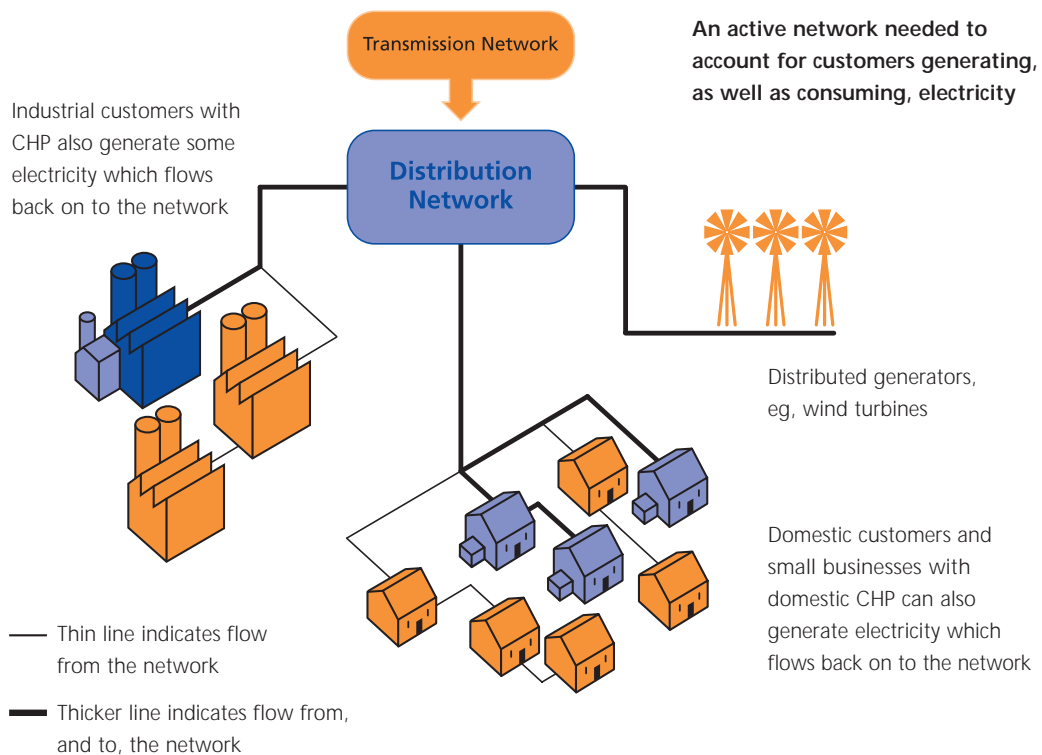 Transmission Network
An active network needed to
account for customers generating,
as well as consuming, electricity
Industrial customers with
CHP also generate some
electricity which flows
back on to the network
Distribution
Network
Distributed generators,
eg, wind turbines
Domestic customers and
small businesses with
domestic CHP can also
generate electricity which
flows back on to the network
Thin line indicates flow
from the network
Thicker line indicates flow from,
and to, the network